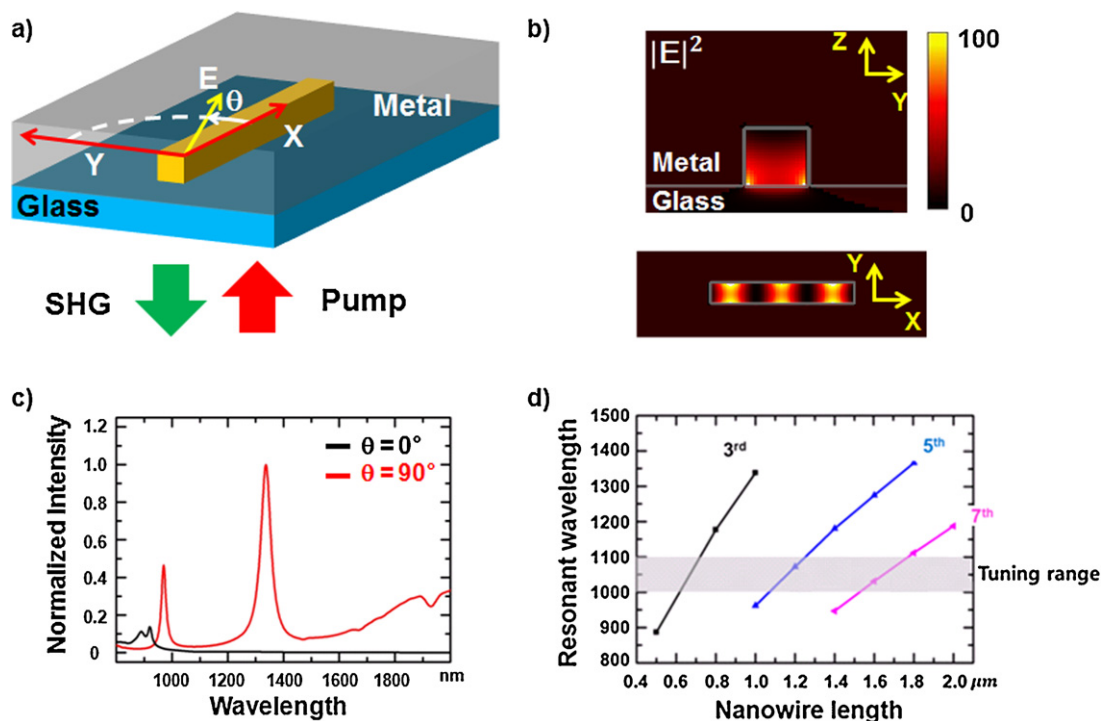 a)
E
θ
Metal
X
Y
Glass
SHG
Pump
b)
|E|²
Z
Y
100
Metal
Glass
0
Y
X
c)
Normalized Intensity
1.2
1.0
0.8
0.6
0.4
0.2
0
θ = 0°
θ = 90°
1000 1200 1400 1600 1800 nm
Wavelength
d)
Resonant wavelength
1500
1400
1300
1200
1100
1000
900
800
3rd
5th
7th
Tuning range
0.4 0.6 0.8 1.0 1.2 1.4 1.6 1.8 2.0 μm
Nanowire length